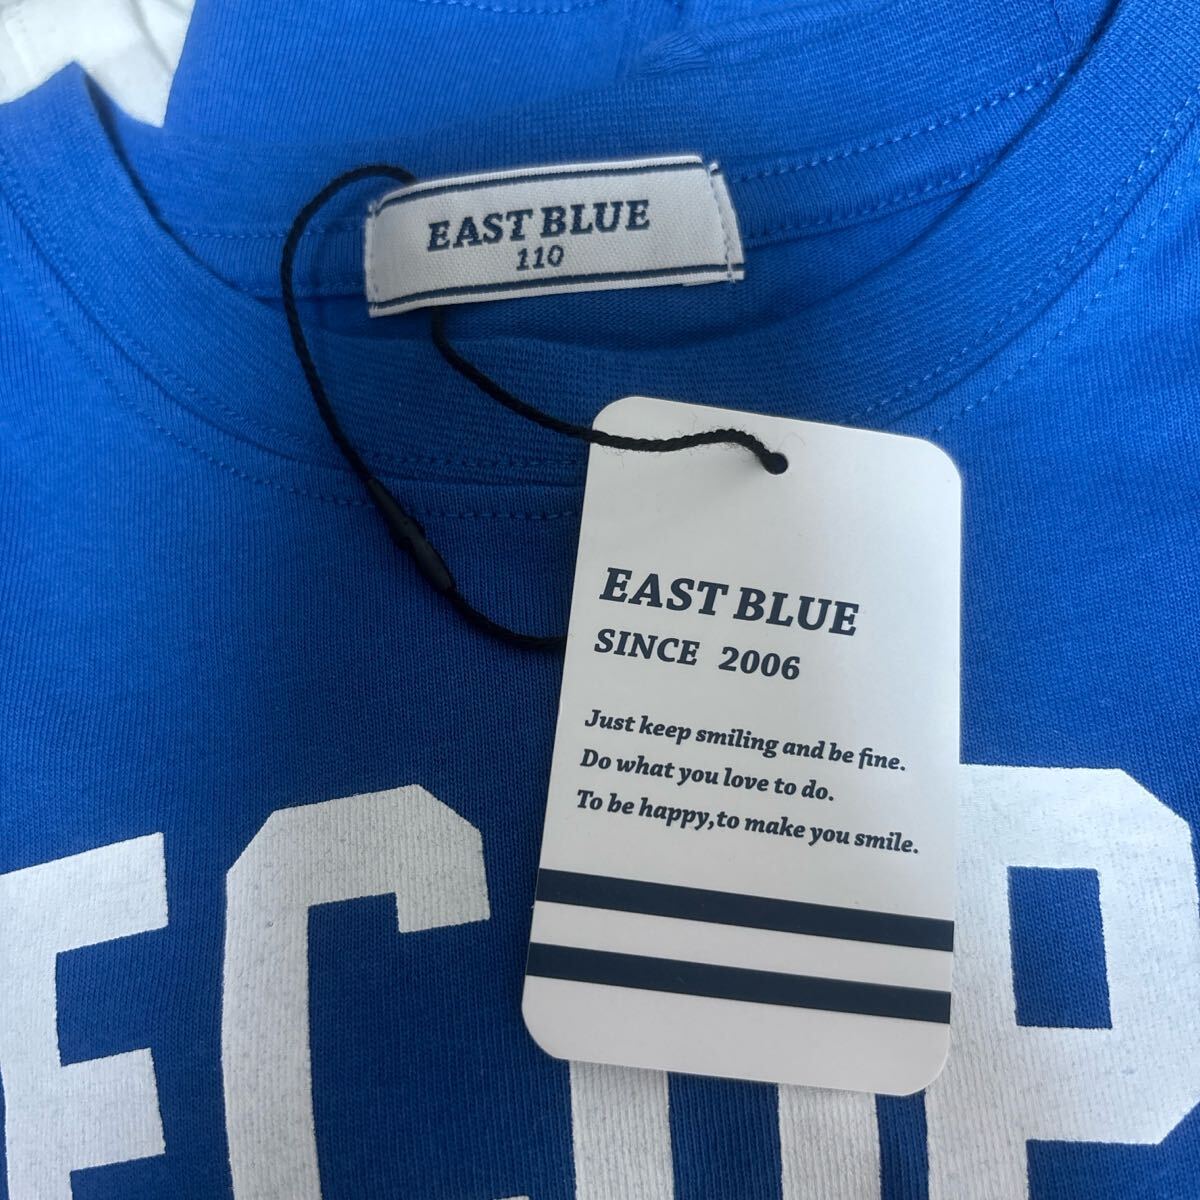 EAST BLUE
110
EAST BLUE
SINCE 2006
Just keep smiling and be fine.
Do what you love to do.
To be happy,to make you smile.